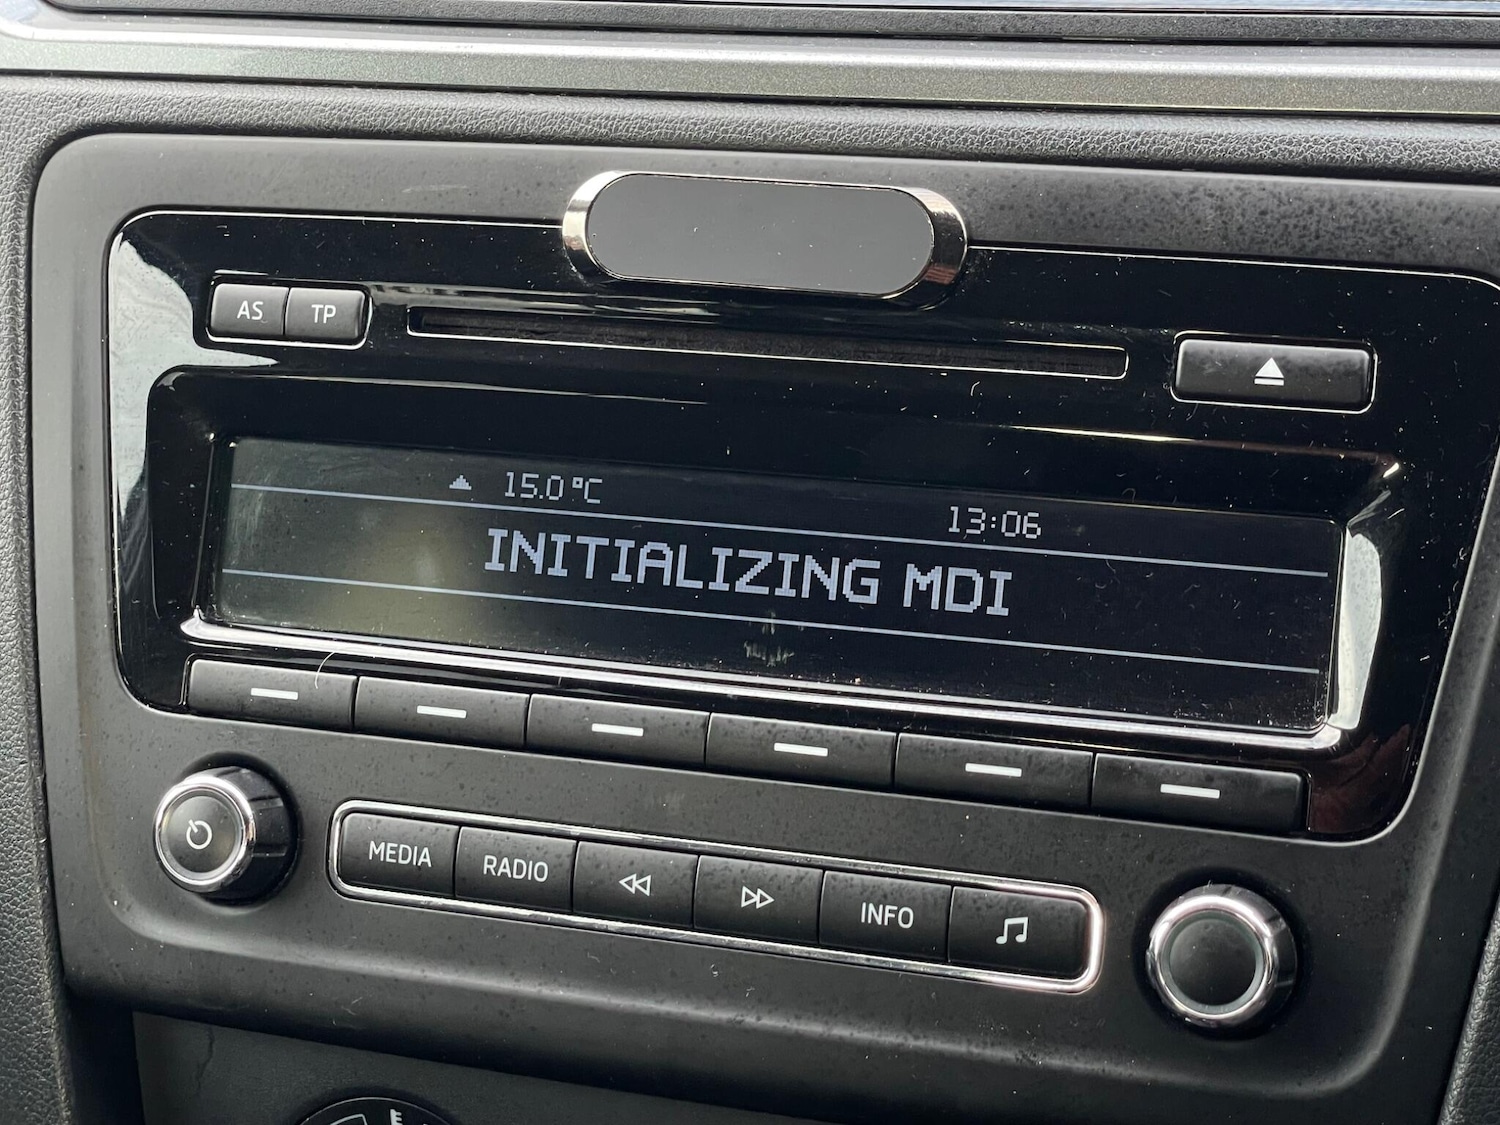 AS TP
15.0 °C
13:06
INITIALIZING MDI
MEDIA RADIO INFO
E